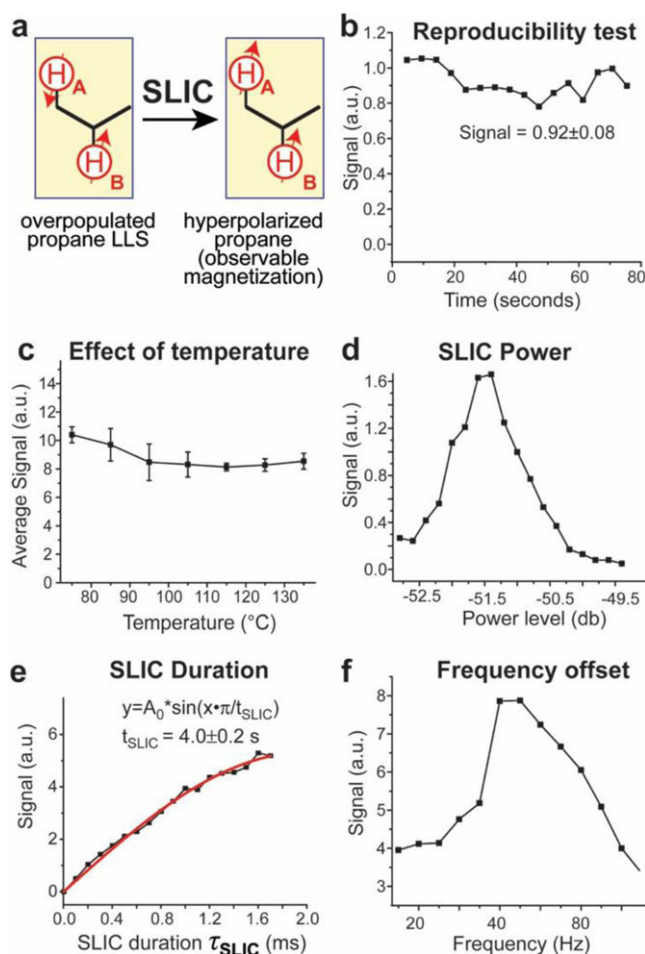 a
H
A
H
B
SLIC
H
A
H
B
overpopulated
propane LLS
hyperpolarized
propane
(observable
magnetization)
b
Reproducibility test
Signal (a.u.)
1.2
1.0
0.8
0.6
0.4
0.2
0.0
Signal = 0.92±0.08
0 20 40 60 80
Time (seconds)
c
Effect of temperature
Average Signal (a.u.)
14
12
10
8
6
4
2
0
80 90 100 110 120 130
Temperature (°C)
d
SLIC Power
Signal (a.u.)
1.6
1.2
0.8
0.4
0.0
-52.5 -51.5 -50.5 -49.5
Power level (db)
e
SLIC Duration
y=A0*sin(x•π/tSLIC)
tSLIC = 4.0±0.2 s
Signal (a.u.)
6
4
2
0
0.0 0.4 0.8 1.2 1.6 2.0
SLIC duration τSLIC (ms)
f
Frequency offset
Signal (a.u.)
8
7
6
5
4
3
20 40 80
Frequency (Hz)